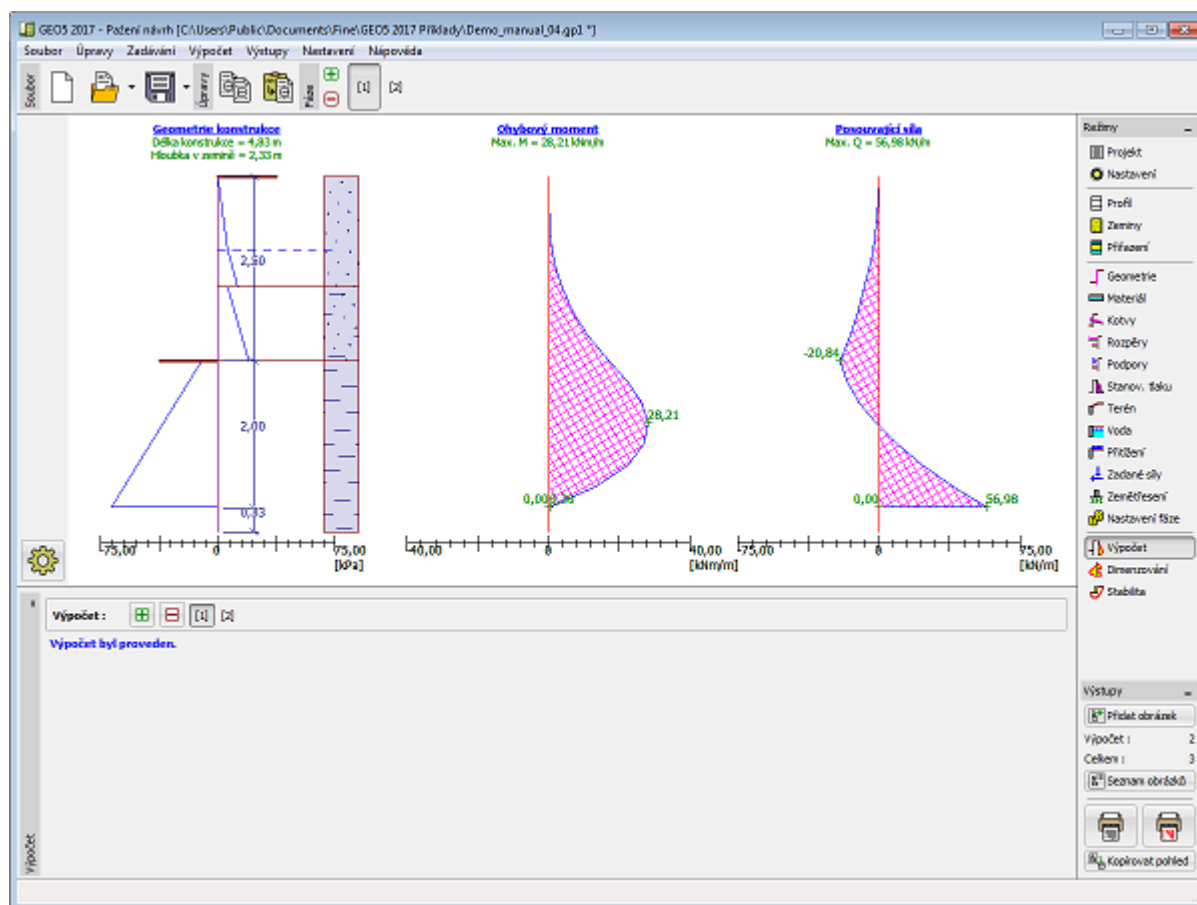 GEO5 2017 - Pažení návrh [C:\Users\Public\Documents\Fine\GEO5 2017 Příklady\Demo_manual_04.gp1 *]
Soubor Úpravy Zadávání Výpočet Výstupy Nastavení Nápověda
Soubor
Úpravy
Fáze
[1] [2]
Geometrie konstrukce
Délka konstrukce = 4,83 m
Hloubka v zemině = 2,33 m
2,50
2,00
0,33
-75,00 0 75,00
[kPa]
Ohybový moment
Max. M = 28,21 kNm/m
28,21
0,00
-40,00 0 40,00
[kNm/m]
Posouvající síla
Max. Q = 56,98 kN/m
-20,84
0,00 56,98
-75,00 0 75,00
[kN/m]
Režimy
Projekt
Nastavení
Profil
Zeminy
Přiřazení
Geometrie
Materiál
Kotvy
Rozpěry
Podpory
Stanov. tlaku
Terén
Voda
Přitížení
Zadané síly
Zemětřesení
Nastavení fáze
Výpočet
Dimenzování
Stabilita
Výpočet : [1] [2]
Výpočet byl proveden.
Výpočet
Výstupy
Přidat obrázek
Výpočet : 2
Celkem : 3
Seznam obrázků
Kopírovat pohled